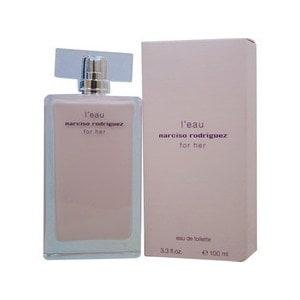 l'eau
narciso rodriguez
for her
l'eau
narciso rodriguez
for her
eau de toilette
3.3 fl.oz. ℮ 100 ml